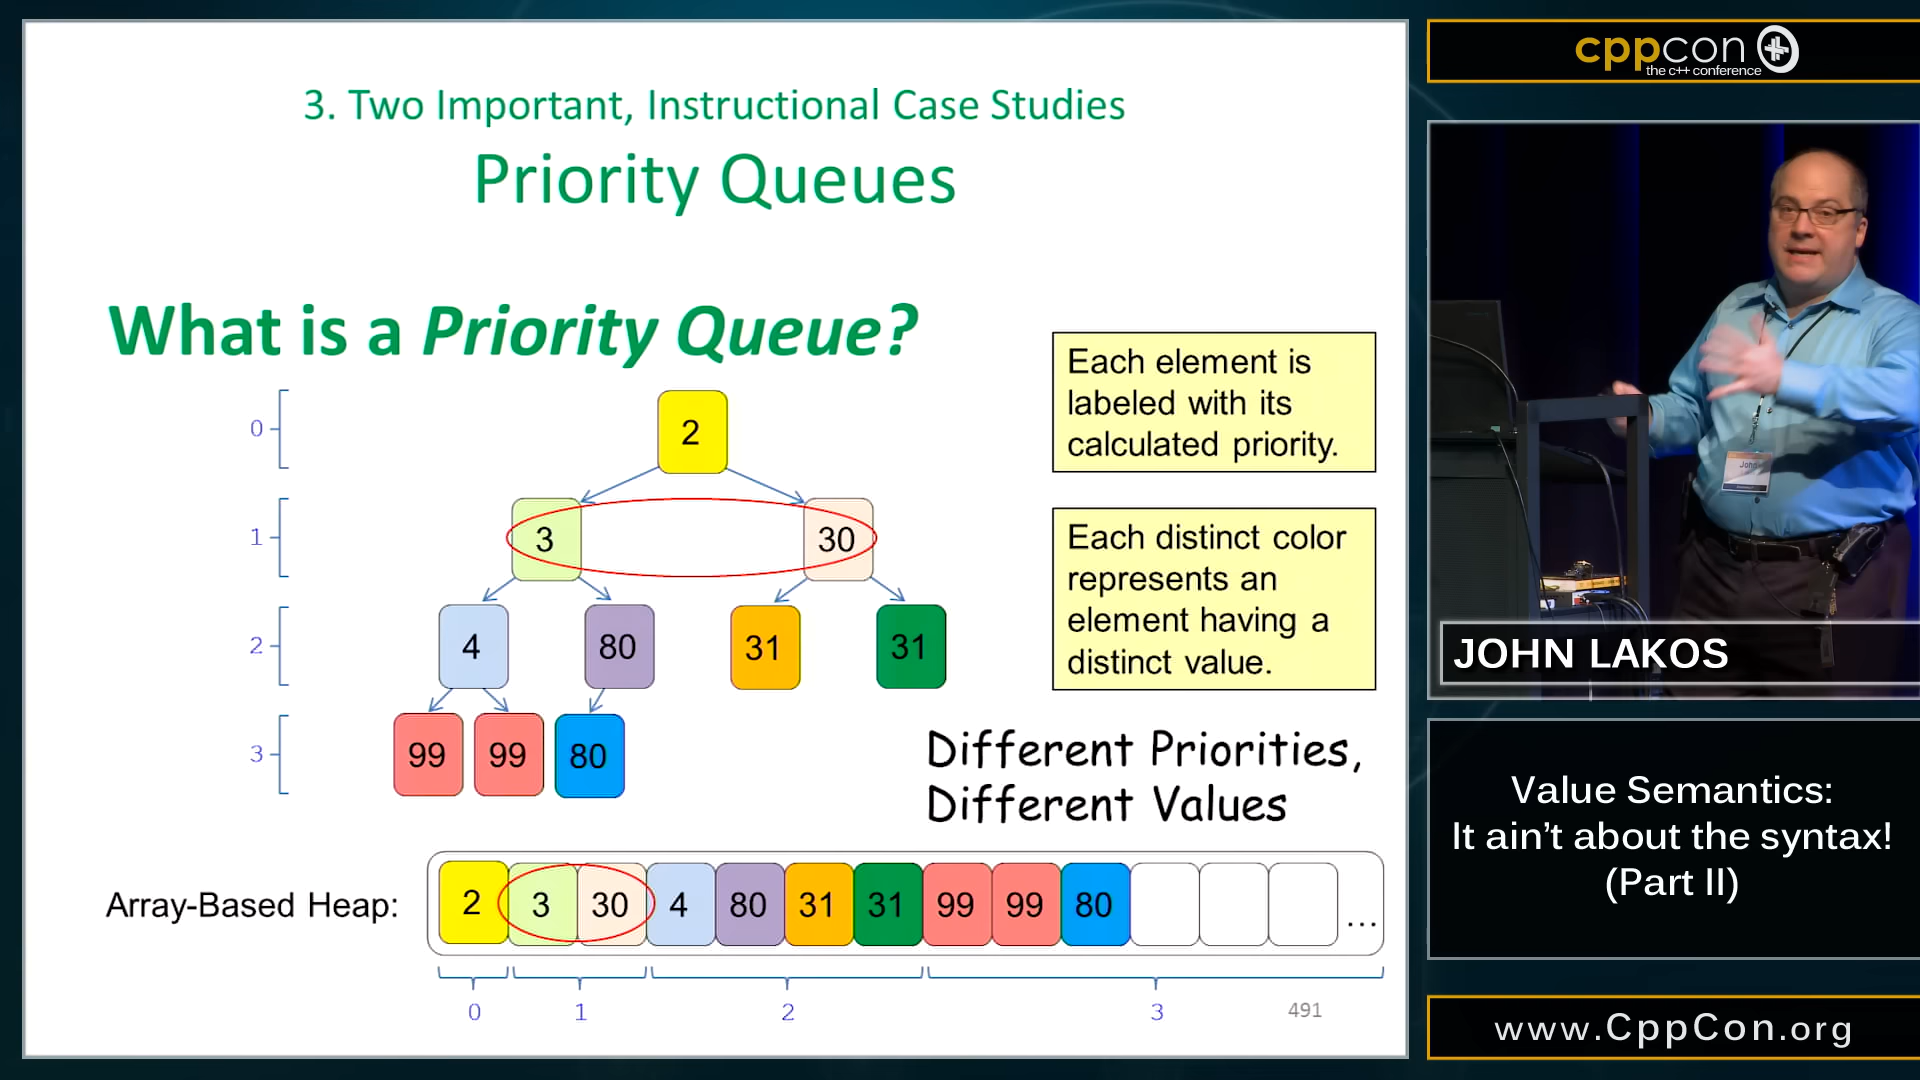 3. Two Important, Instructional Case Studies
Priority Queues
What is a Priority Queue?
0
2
1
3
30
2
4
80
31
31
3
99
99
80
Each element is
labeled with its
calculated priority.
Each distinct color
represents an
element having a
distinct value.
Different Priorities,
Different Values
Array-Based Heap:
2 3 30 4 80 31 31 99 99 80 ...
0 1 2 3
491
cppcon
the c++ conference
John
JOHN LAKOS
Value Semantics:
It ain't about the syntax!
(Part II)
www.CppCon.org